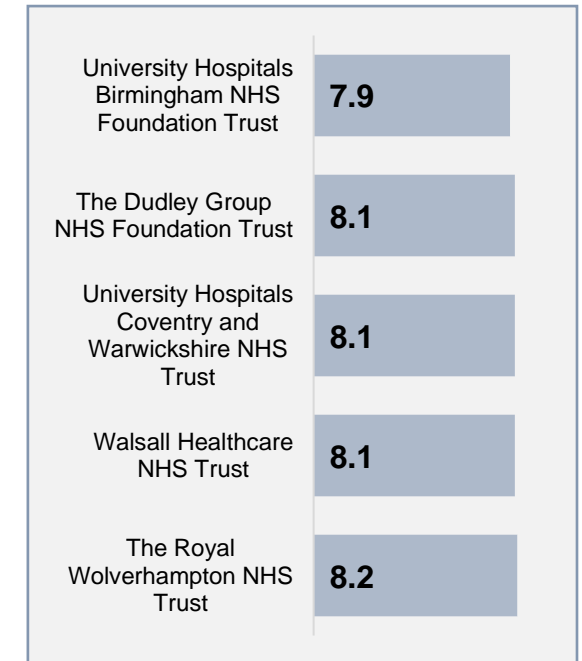 University Hospitals
Birmingham NHS
Foundation Trust
7.9
The Dudley Group
NHS Foundation Trust
8.1
University Hospitals
Coventry and
Warwickshire NHS
Trust
8.1
Walsall Healthcare
NHS Trust
8.1
The Royal
Wolverhampton NHS
Trust
8.2